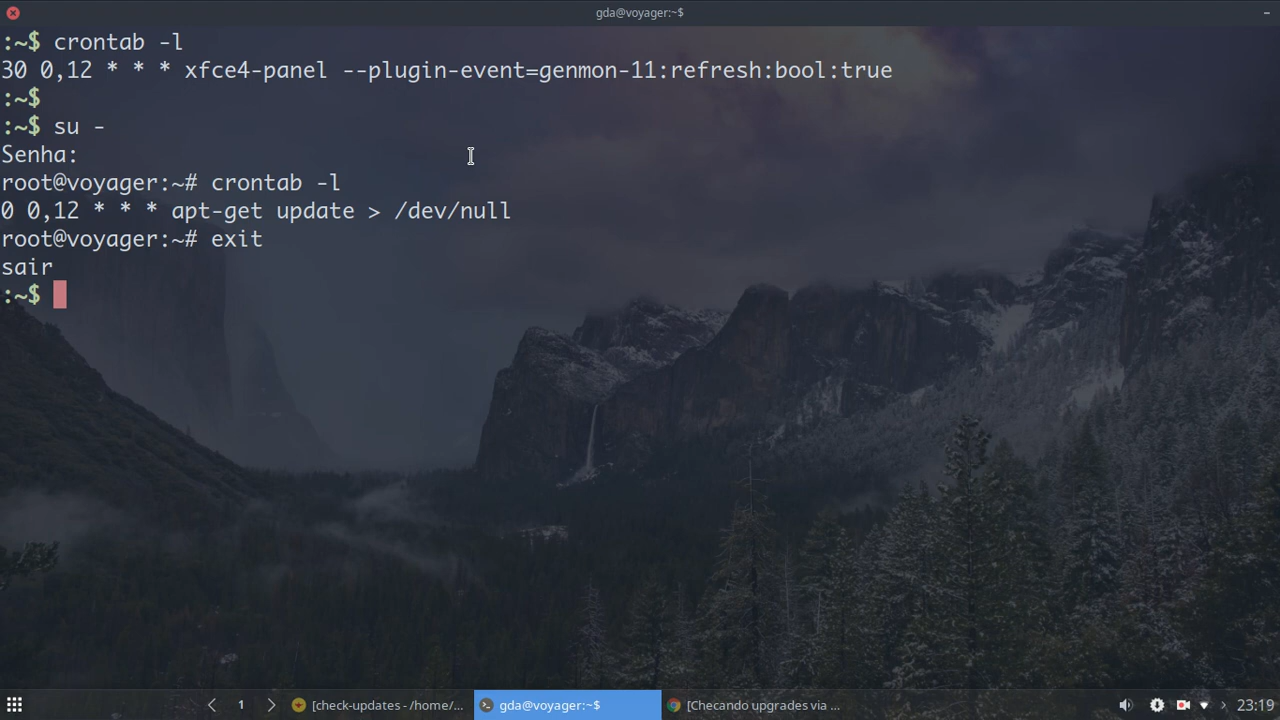 gda@voyager:~$
:~$ crontab -l
30 0,12 * * * xfce4-panel --plugin-event=genmon-11:refresh:bool:true
:~$
:~$ su -
Senha:
root@voyager:~# crontab -l
0 0,12 * * * apt-get update > /dev/null
root@voyager:~# exit
sair
:~$
1
[check-updates - /home/...
gda@voyager:~$
[Checando upgrades via ...
23:19